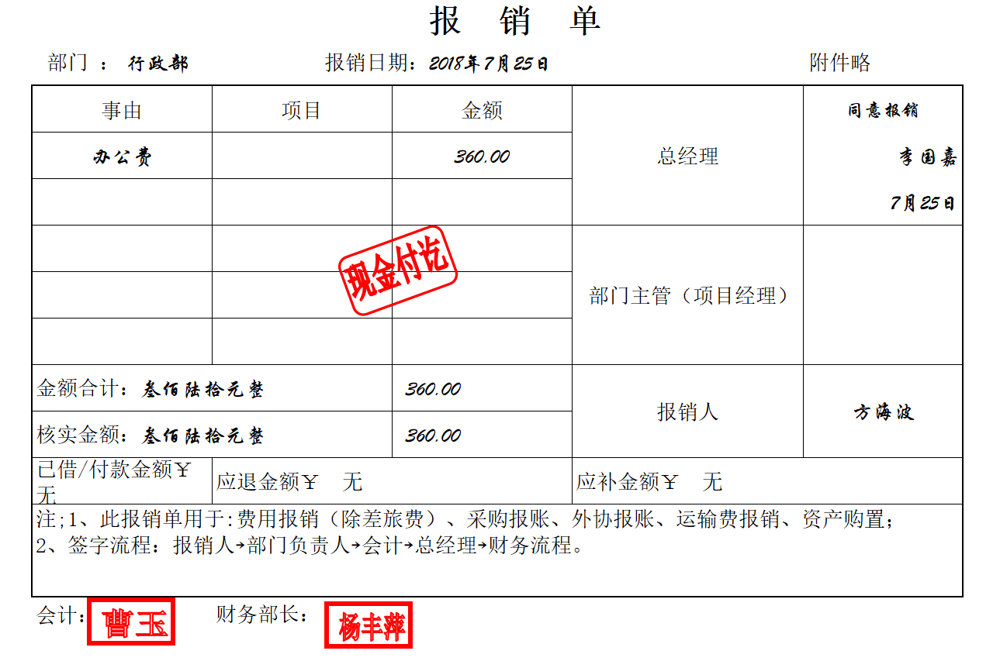 报 销 单
部门 ： 行政部 报销日期：2018年7月25日 附件略
事由 项目 金额 总经理 同意报销
办公费 360.00 李国嘉
7月25日
现金付讫
部门主管（项目经理）
金额合计：叁佰陆拾元整 360.00 报销人 方海波
核实金额：叁佰陆拾元整 360.00
已借/付款金额￥
无
应退金额￥ 无 应补金额￥ 无
注;1、此报销单用于:费用报销（除差旅费）、采购报账、外协报账、运输费报销、资产购置；
2、签字流程：报销人→部门负责人→会计→总经理→财务流程。
会计：曹玉 财务部长：杨丰萍